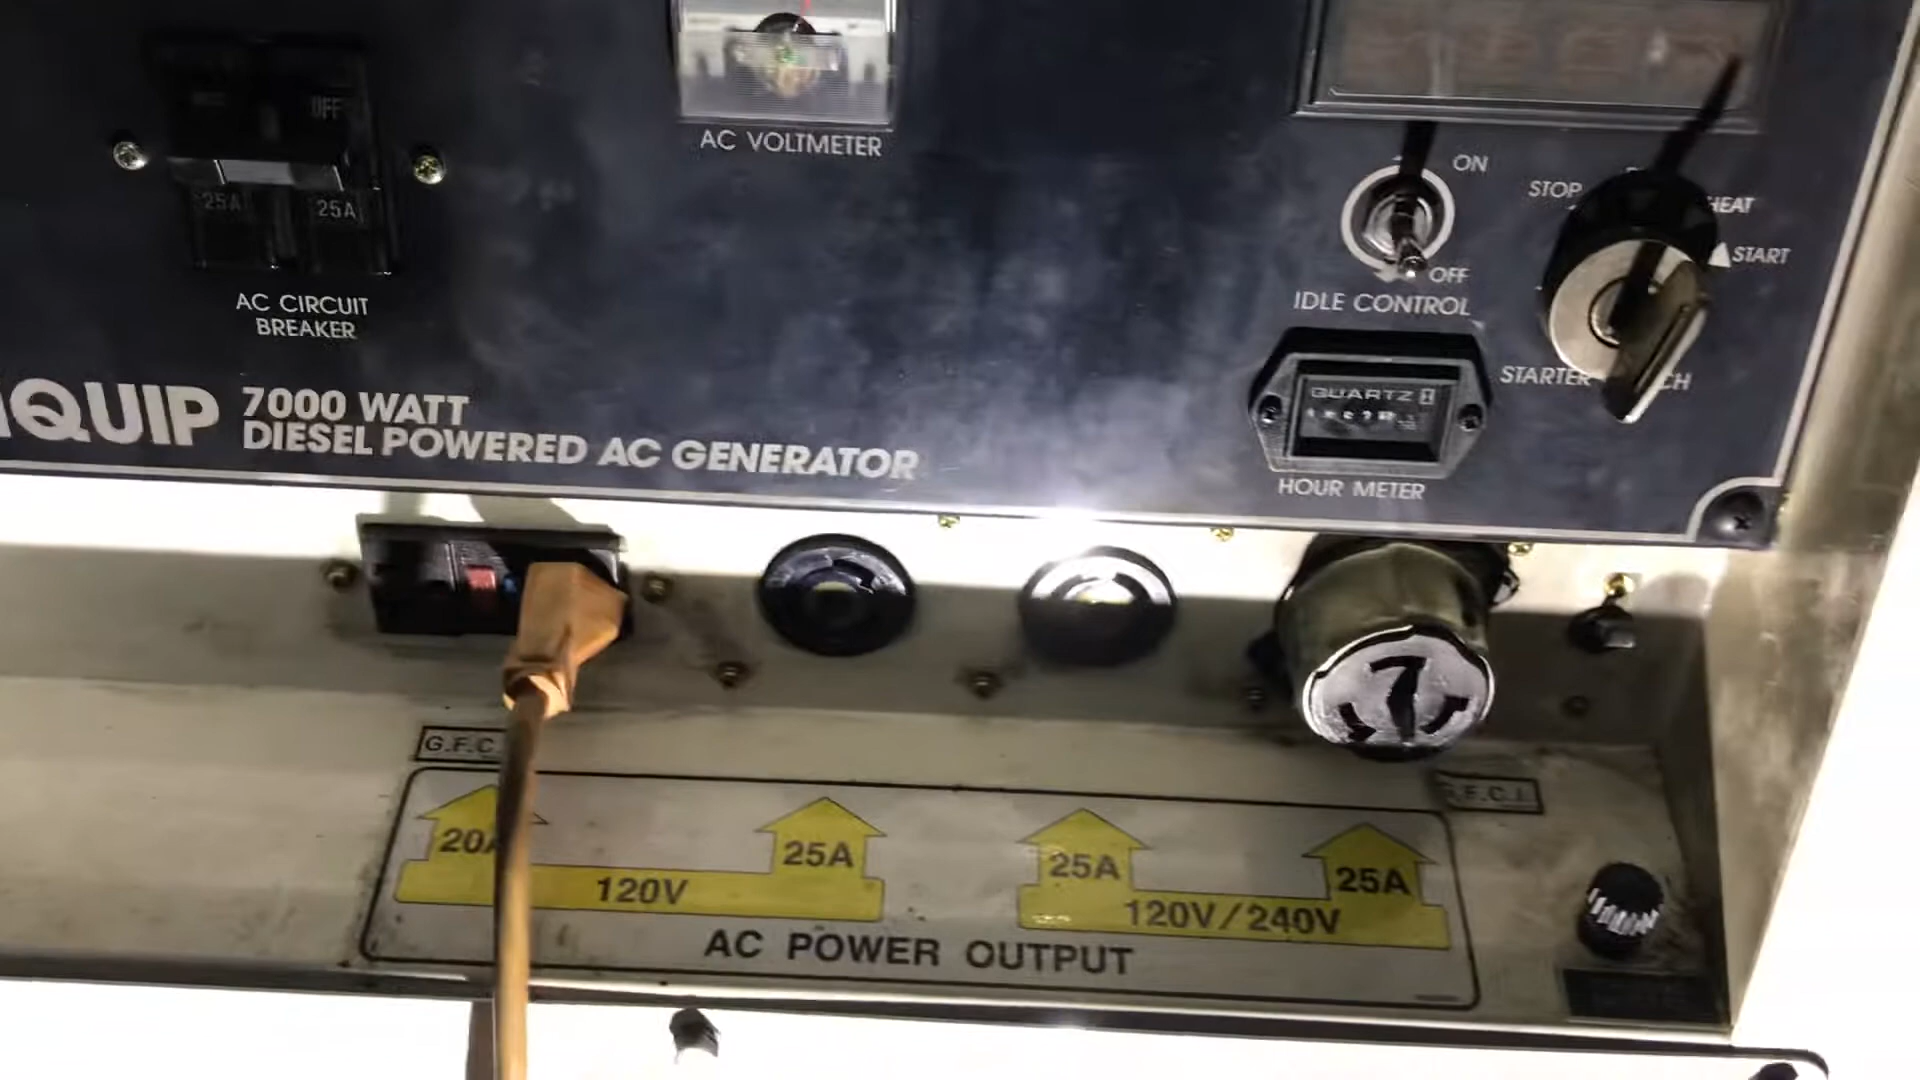 OFF
25A 25A
AC CIRCUIT
BREAKER
AC VOLTMETER
ON
OFF
IDLE CONTROL
STOP
HEAT
START
STARTER
QUARTZ
HOUR METER
QUIP
7000 WATT
DIESEL POWERED AC GENERATOR
G.F.C.
F.C.I.
20A 25A 25A 25A
120V 120V/240V
AC POWER OUTPUT